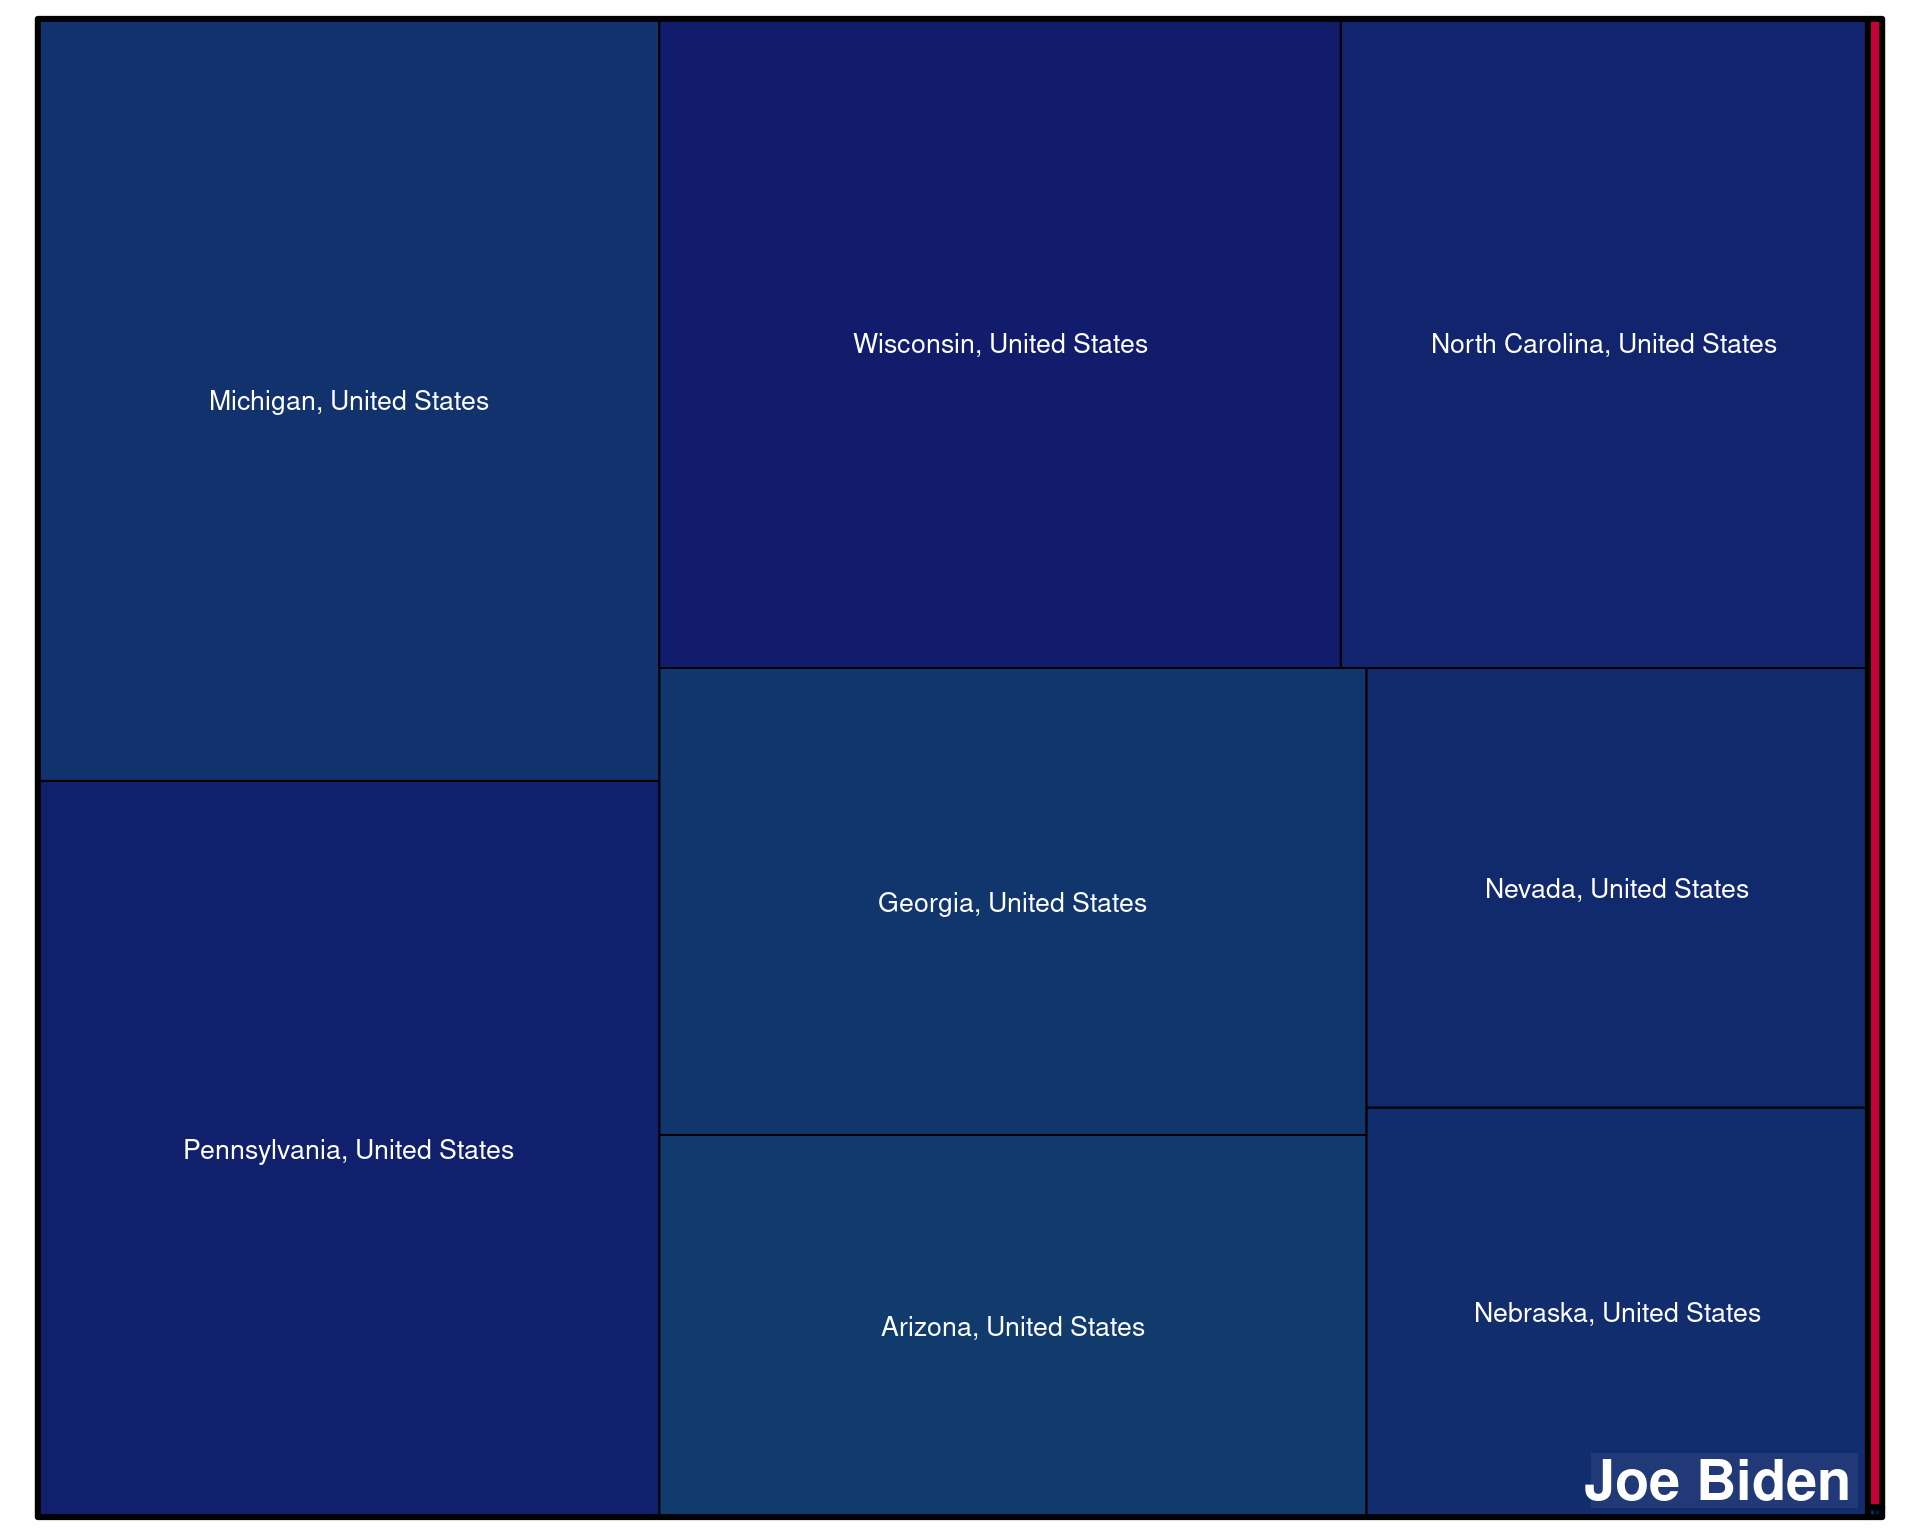 Michigan, United States
Wisconsin, United States
North Carolina, United States
Pennsylvania, United States
Georgia, United States
Nevada, United States
Arizona, United States
Nebraska, United States
Joe Biden